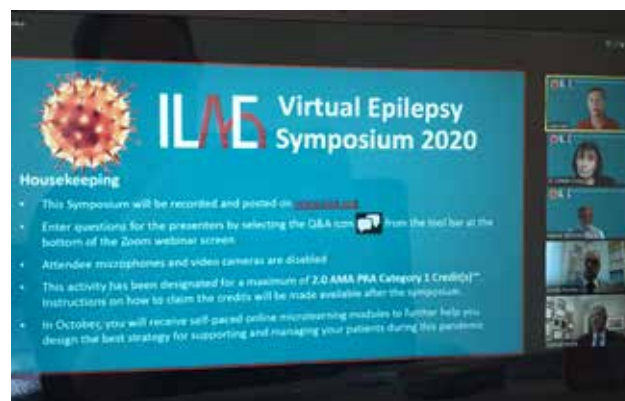 ILAE Virtual Epilepsy
Symposium 2020
Housekeeping
• This Symposium will be recorded and posted on
• Enter questions for the presenters by selecting the Q&A icon from the tool bar at the
bottom of the Zoom webinar screen
• Attendee microphones and video cameras are disabled
• This activity has been designated for a maximum of 2.0 AMA PRA Category 1 Credit(s)™
Instructions on how to claim the credits will be made available after the symposium.
• In October, you will receive self-paced online microlearning modules to further help you
design the best strategy for supporting and managing your patients during this pandemic